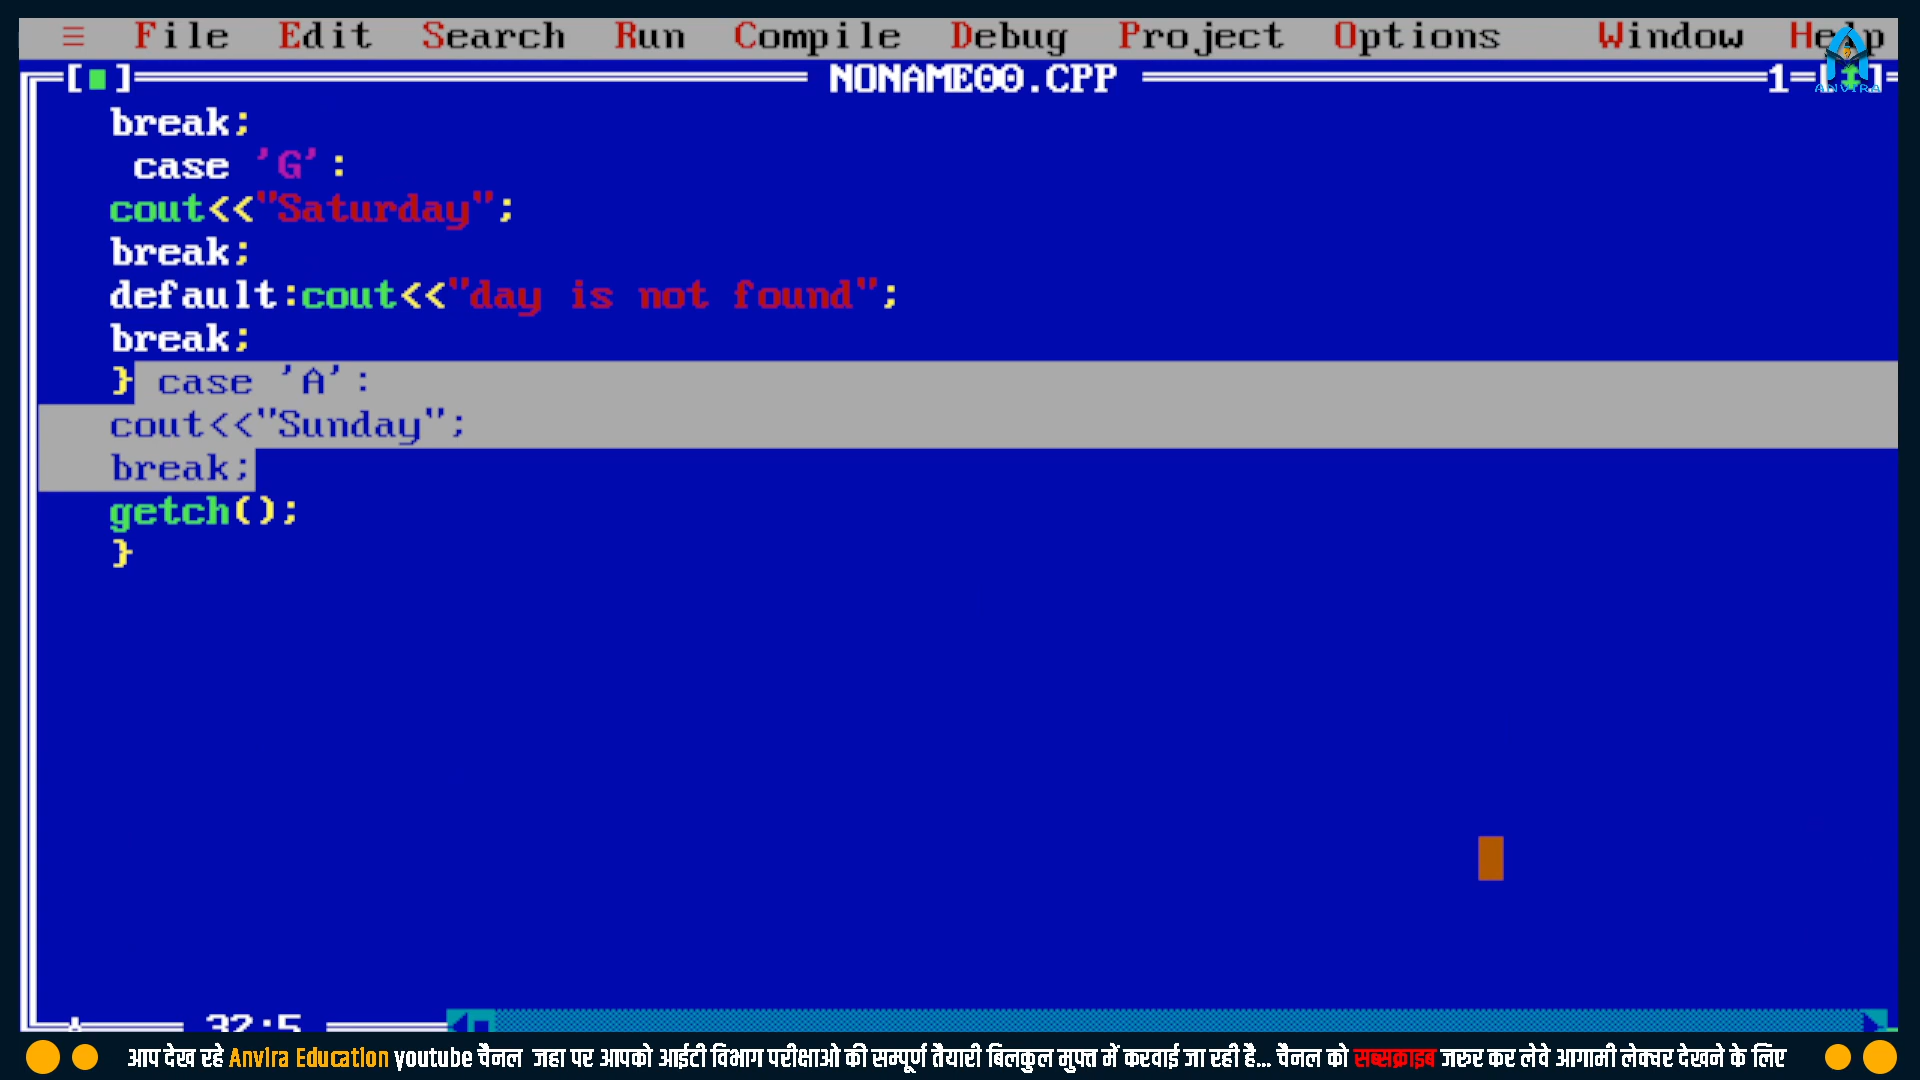 ≡ File Edit Search Run Compile Debug Project Options Window Help
[■] NONAME00.CPP 1=[↕]
ANVIRA
break;
case 'G':
cout<<"Saturday";
break;
default:cout<<"day is not found";
break;
} case 'A':
cout<<"Sunday";
break;
getch();
}
32:5
आप देख रहे Anvira Education youtube चैनल जहा पर आपको आईटी विभाग परीक्षाओ की सम्पूर्ण तैयारी बिलकुल मुफ्त में करवाई जा रही है... चैनल को सब्सक्राइब जरुर कर लेवे आगामी लेक्चर देखने के लिए